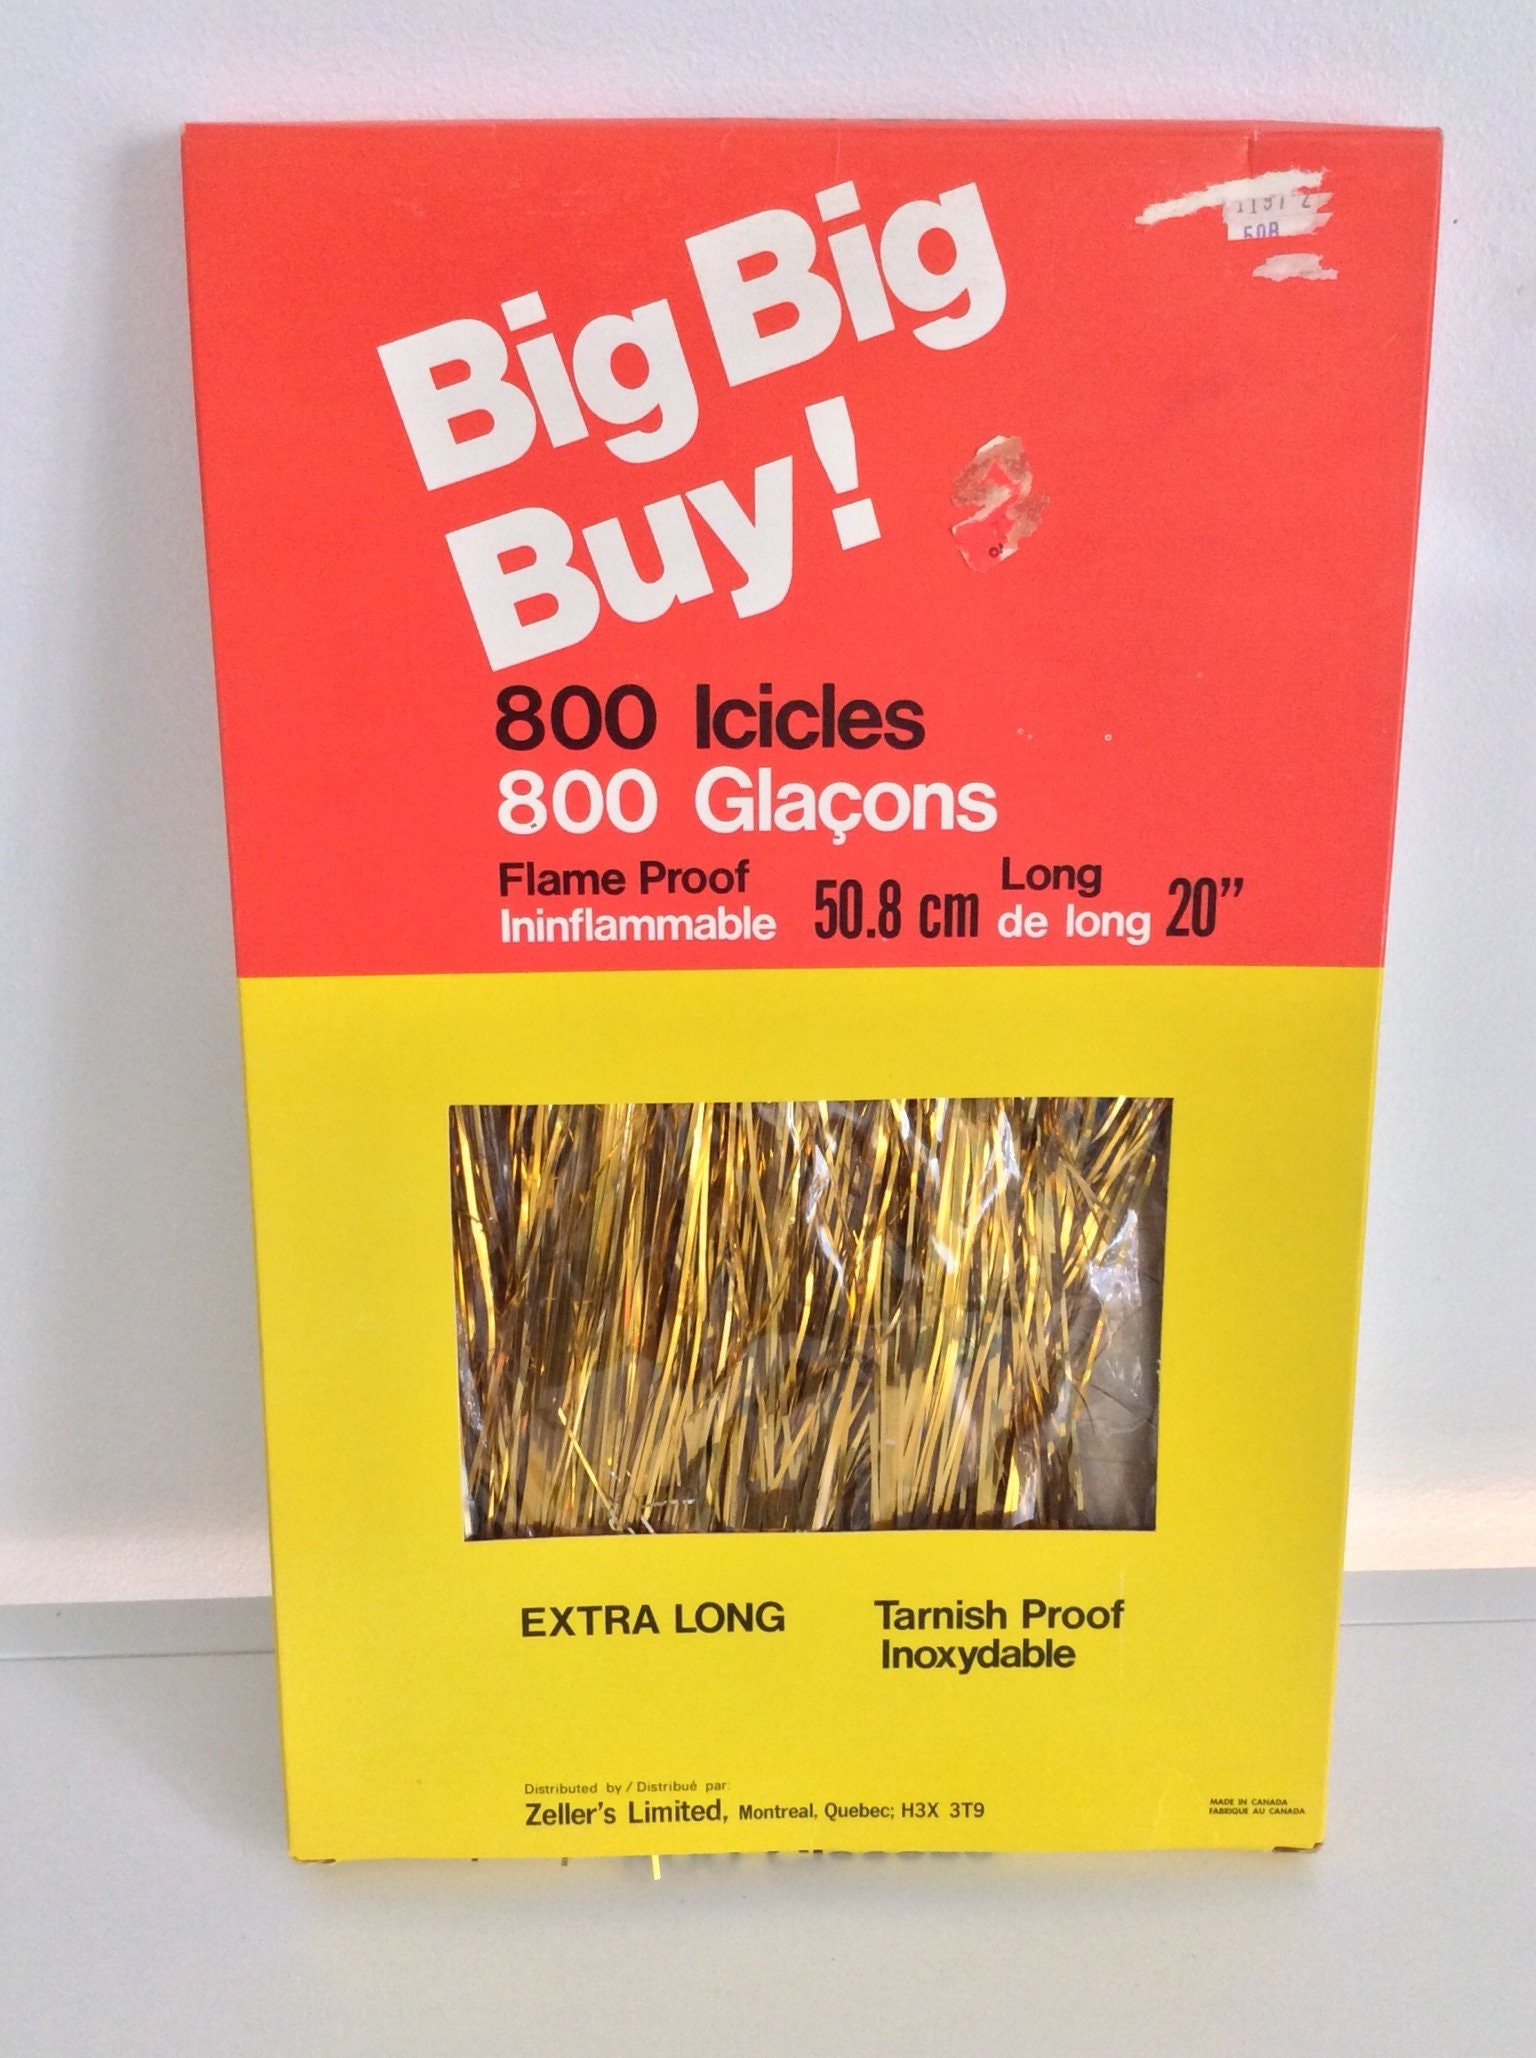 Big Big
Buy!
800 Icicles
800 Glaçons
Flame Proof
Ininflammable
50.8 cm
Long
de long
20”
EXTRA LONG
Tarnish Proof
Inoxydable
Distributed by / Distribué par:
Zeller's Limited, Montreal, Quebec; H3X 3T9
MADE IN CANADA
FABRIQUE AU CANADA